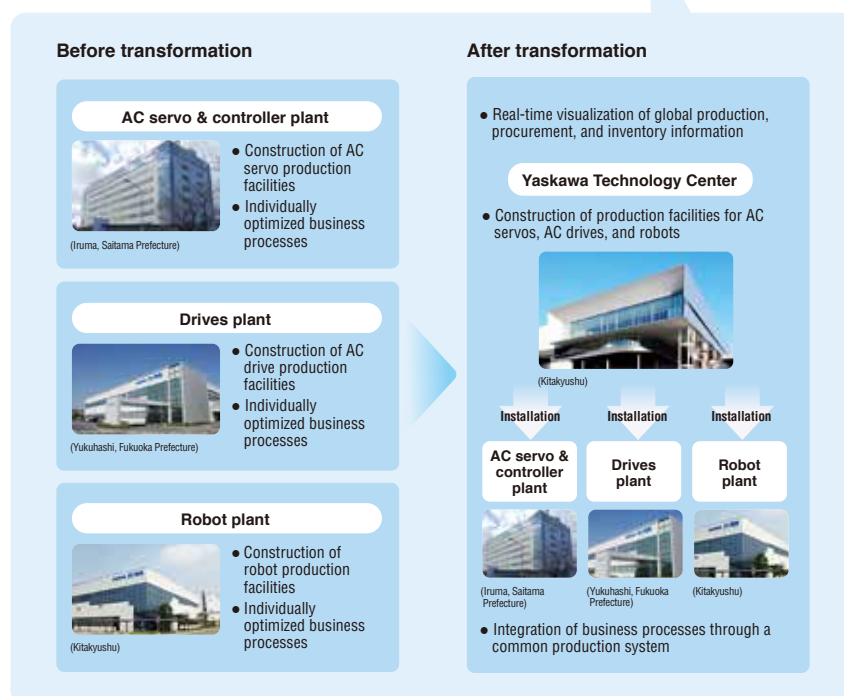 Before transformation
AC servo & controller plant
● Construction of AC
servo production
facilities
● Individually
optimized business
processes
(Iruma, Saitama Prefecture)
Drives plant
● Construction of AC
drive production
facilities
● Individually
optimized business
processes
(Yukuhashi, Fukuoka Prefecture)
Robot plant
● Construction of
robot production
facilities
● Individually
optimized business
processes
(Kitakyushu)
After transformation
● Real-time visualization of global production,
procurement, and inventory information
Yaskawa Technology Center
● Construction of production facilities for AC
servos, AC drives, and robots
(Kitakyushu)
Installation
Installation
Installation
AC servo &
controller
plant
Drives
plant
Robot
plant
(Iruma, Saitama
Prefecture)
(Yukuhashi, Fukuoka
Prefecture)
(Kitakyushu)
● Integration of business processes through a
common production system